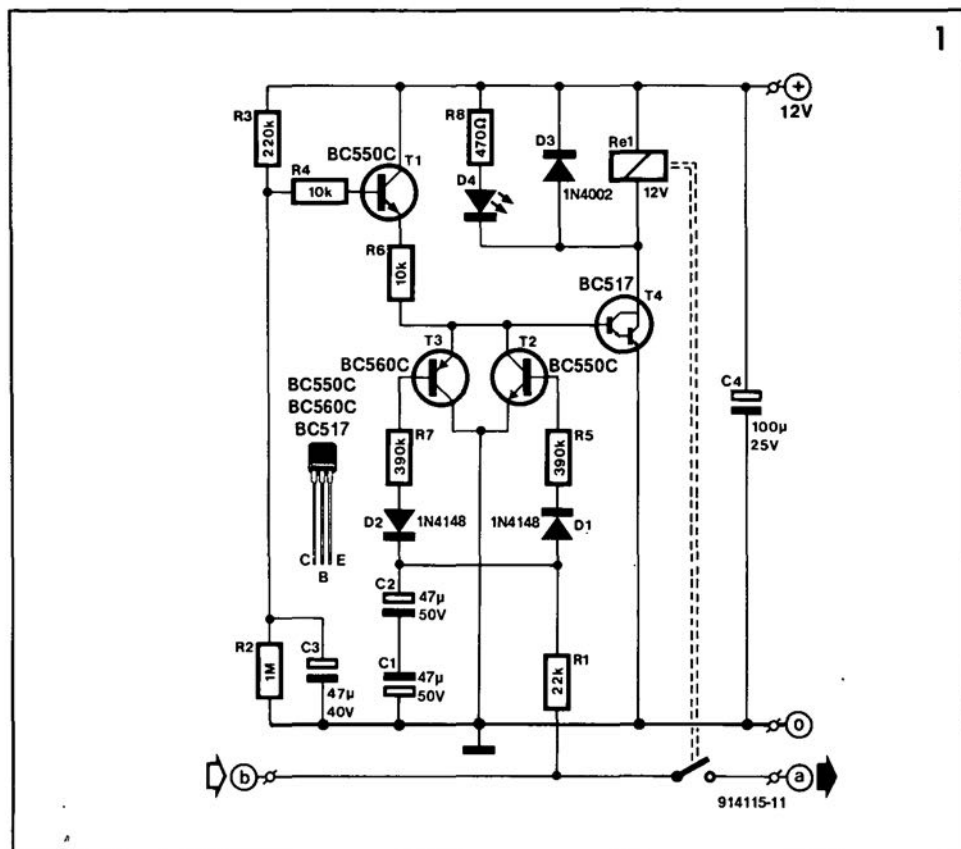 1
12V
R3
220k
R4
10k
BC550C
T1
R6
10k
R8
470Ω
D4
D3
1N4002
Re1
12V
BC517
T4
T3
BC560C
T2
BC550C
C4
100µ
25V
BC550C
BC560C
BC517
C
B
E
R7
390k
R5
390k
D2
1N4148
1N4148
D1
C2
47µ
50V
C1
47µ
50V
R2
1M
C3
47µ
40V
R1
22k
0
b
a
914115-11